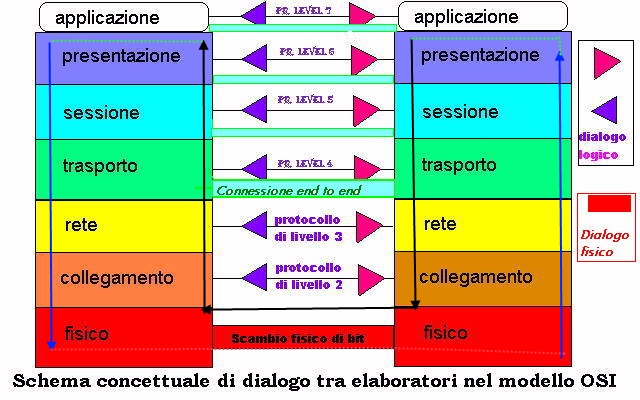 applicazione
PR. LEVEL 7
applicazione
presentazione
PR. LEVEL 6
presentazione
sessione
PR. LEVEL 5
sessione
trasporto
PR. LEVEL 4
trasporto
Connessione end to end
rete
protocollo
di livello 3
rete
collegamento
protocollo
di livello 2
collegamento
fisico
Scambio fisico di bit
fisico
dialogo
logico
Dialogo
fisico
Schema concettuale di dialogo tra elaboratori nel modello OSI